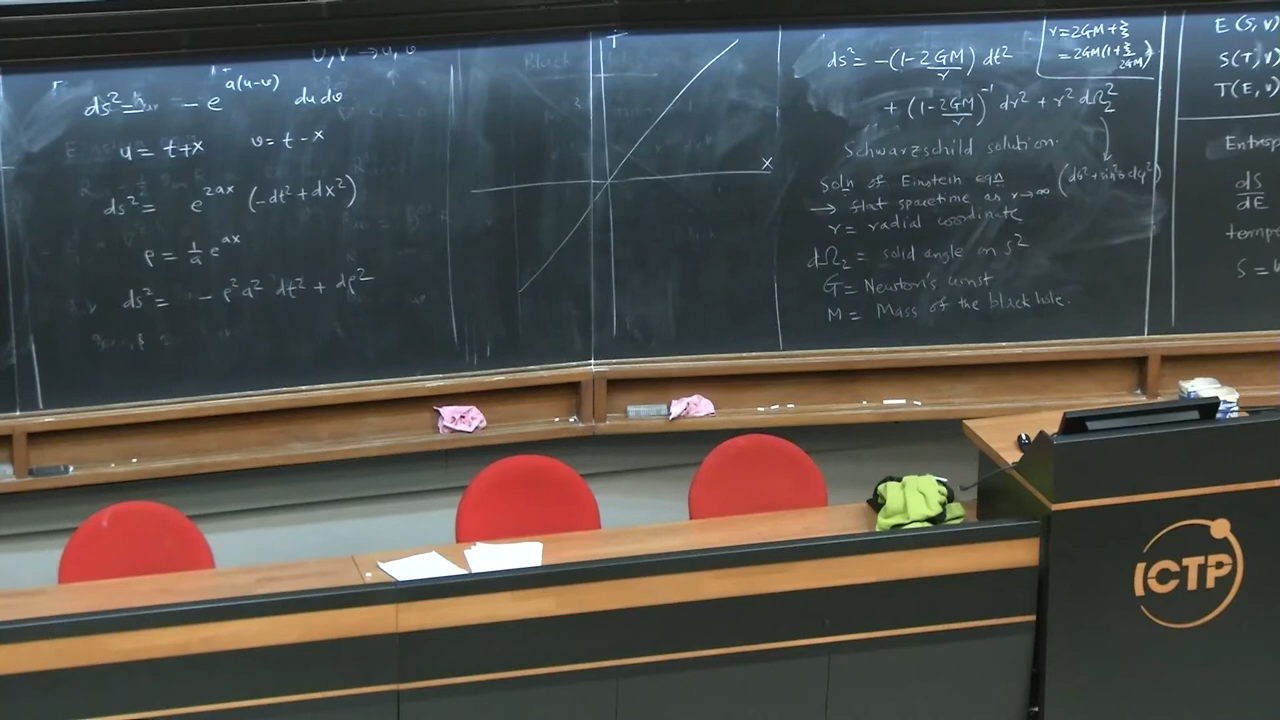 U, V → u, v
ds² = - e^{a(u-v)} du dv
u = t+x v = t-x
ds² = e^{2ax} (-dt² + dx²)
ρ = 1/a e^{ax}
ds² = - ρ² a² dt² + dρ²
T
X
ds² = -(1-2GM/r) dt²
+ (1-2GM/r)^{-1} dr² + r² dΩ₂²
r = 2GM + ξ
= 2GM(1+ξ/2GM)
Schwarzschild solution.
(dθ² + sin²θ dφ²)
Soln of Einstein eqn
→ flat spacetime as r→∞
r = radial coordinate
dΩ₂ = solid angle on S²
G = Newton's const
M = Mass of the black hole.
E (S, V)
S(T, V)
T(E, V)
dS
dE
S =
ICTP